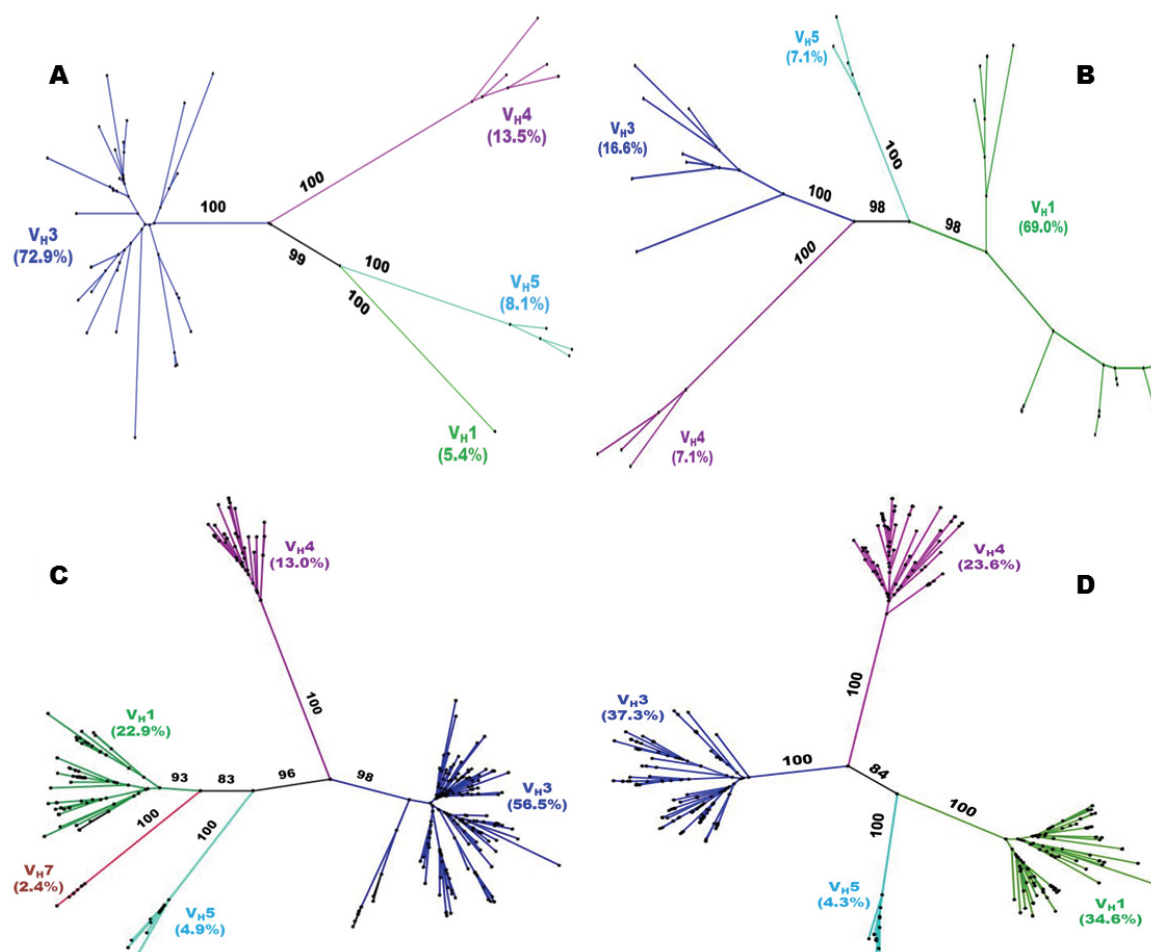 A
VH4
(13.5%)
100
100
VH3
(72.9%)
99
100
100
VH5
(8.1%)
VH1
(5.4%)
B
VH5
(7.1%)
VH3
(16.6%)
100
100
98
98
VH1
(69.0%)
100
VH4
(7.1%)
C
VH4
(13.0%)
100
VH1
(22.9%)
93
83
96
98
VH3
(56.5%)
100
100
VH7
(2.4%)
VH5
(4.9%)
D
VH4
(23.6%)
100
VH3
(37.3%)
100
84
100
100
VH5
(4.3%)
VH1
(34.6%)